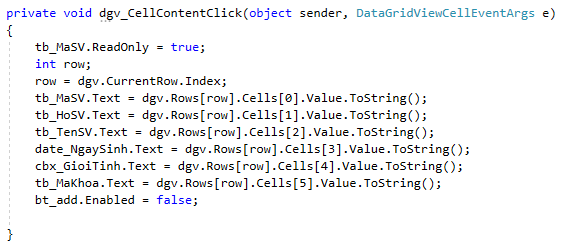 private void dgv_CellContentClick(object sender, DataGridViewCellEventArgs e)
{
    tb_MaSV.ReadOnly = true;
    int row;
    row = dgv.CurrentRow.Index;
    tb_MaSV.Text = dgv.Rows[row].Cells[0].Value.ToString();
    tb_HoSV.Text = dgv.Rows[row].Cells[1].Value.ToString();
    tb_TenSV.Text = dgv.Rows[row].Cells[2].Value.ToString();
    date_NgaySinh.Text = dgv.Rows[row].Cells[3].Value.ToString();
    cbx_GioiTinh.Text = dgv.Rows[row].Cells[4].Value.ToString();
    tb_MaKhoa.Text = dgv.Rows[row].Cells[5].Value.ToString();
    bt_add.Enabled = false;
}